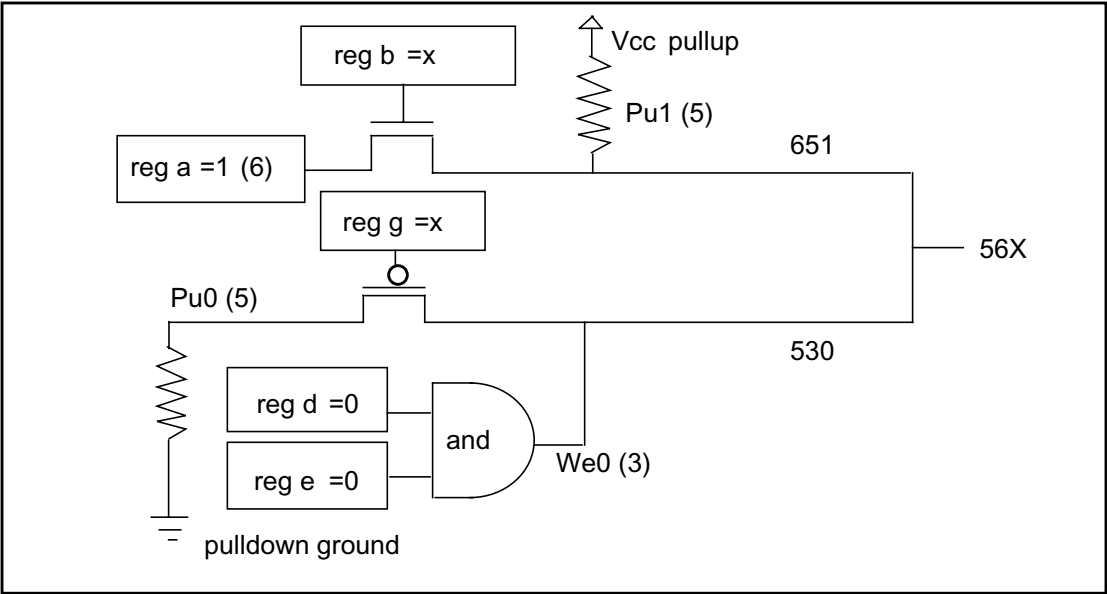 reg b =x
Vcc pullup
Pu1 (5)
651
reg a =1 (6)
reg g =x
56X
Pu0 (5)
530
reg d =0
and
We0 (3)
reg e =0
pulldown ground